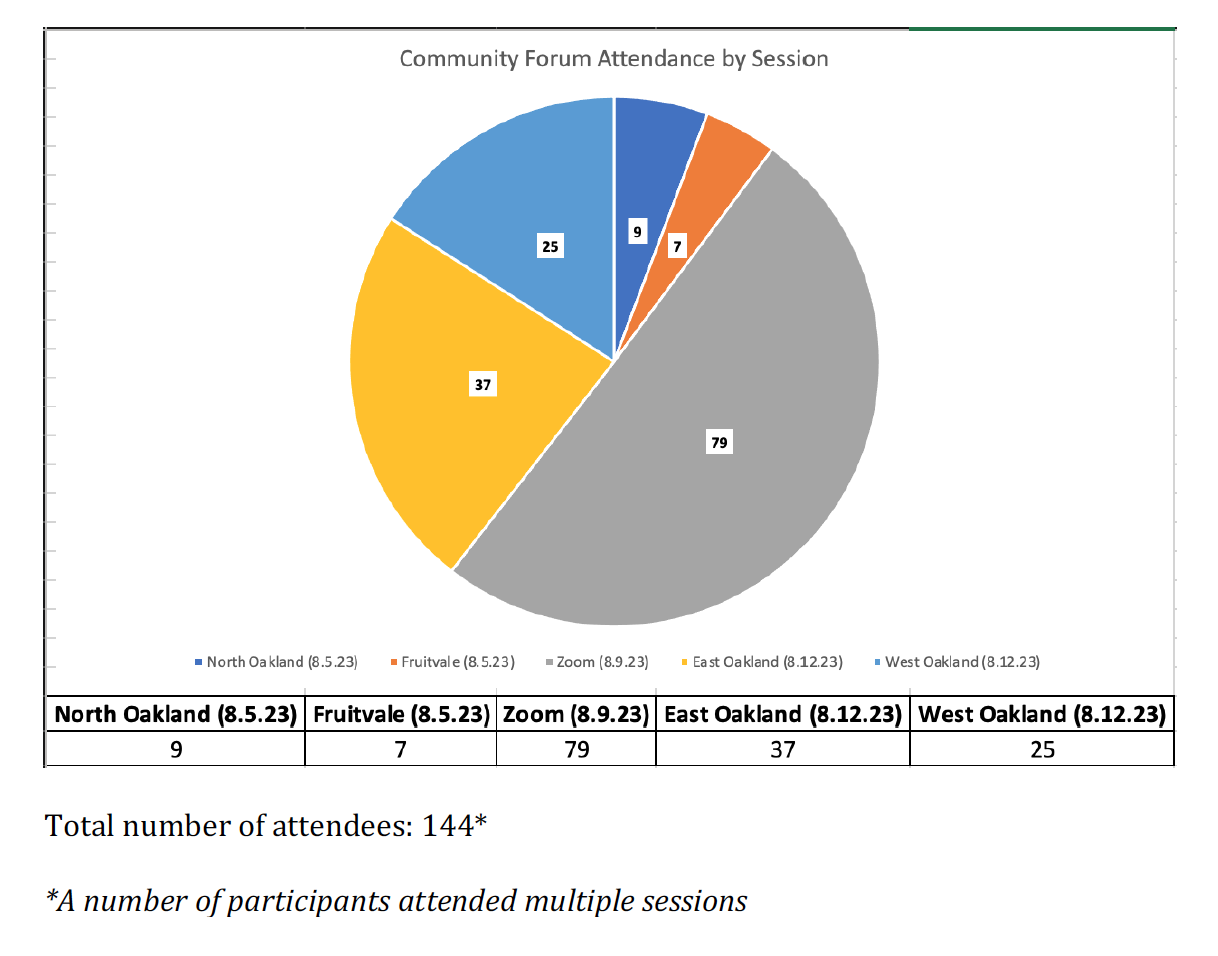 Community Forum Attendance by Session
9
7
25
37
79
North Oakland (8.5.23) Fruitvale (8.5.23) Zoom (8.9.23) East Oakland (8.12.23) West Oakland (8.12.23)
North Oakland (8.5.23) Fruitvale (8.5.23) Zoom (8.9.23) East Oakland (8.12.23) West Oakland (8.12.23)
9 7 79 37 25
Total number of attendees: 144*
*A number of participants attended multiple sessions